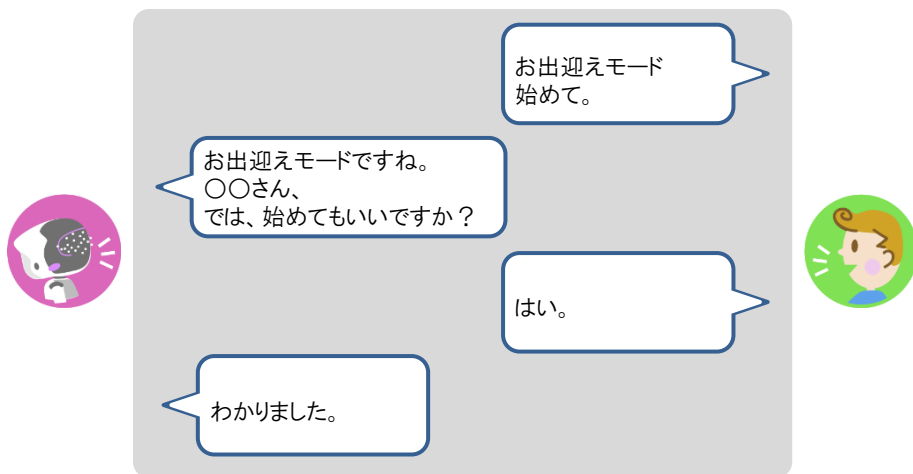 お出迎えモード
始めて。
お出迎えモードですね。
○○さん、
では、始めてもいいですか？
はい。
わかりました。